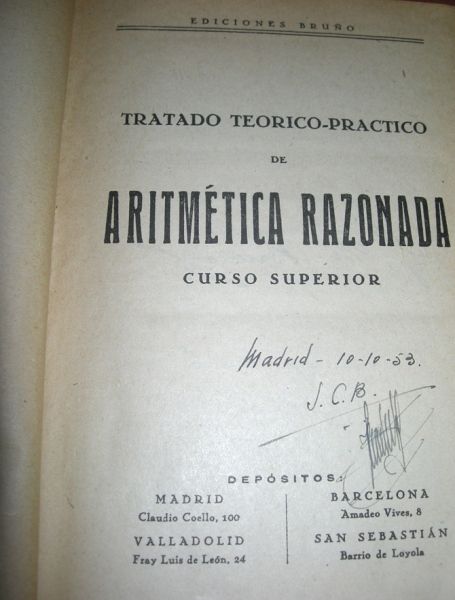 EDICIONES BRUÑO
TRATADO TEORICO-PRACTICO
DE
ARITMÉTICA RAZONADA
CURSO SUPERIOR
Madrid - 10-10-53.
J. C. B.
DEPÓSITOS:
MADRID
Claudio Coello, 100
VALLADOLID
Fray Luis de León, 24
BARCELONA
Amadeo Vives, 8
SAN SEBASTIÁN
Barrio de Loyola